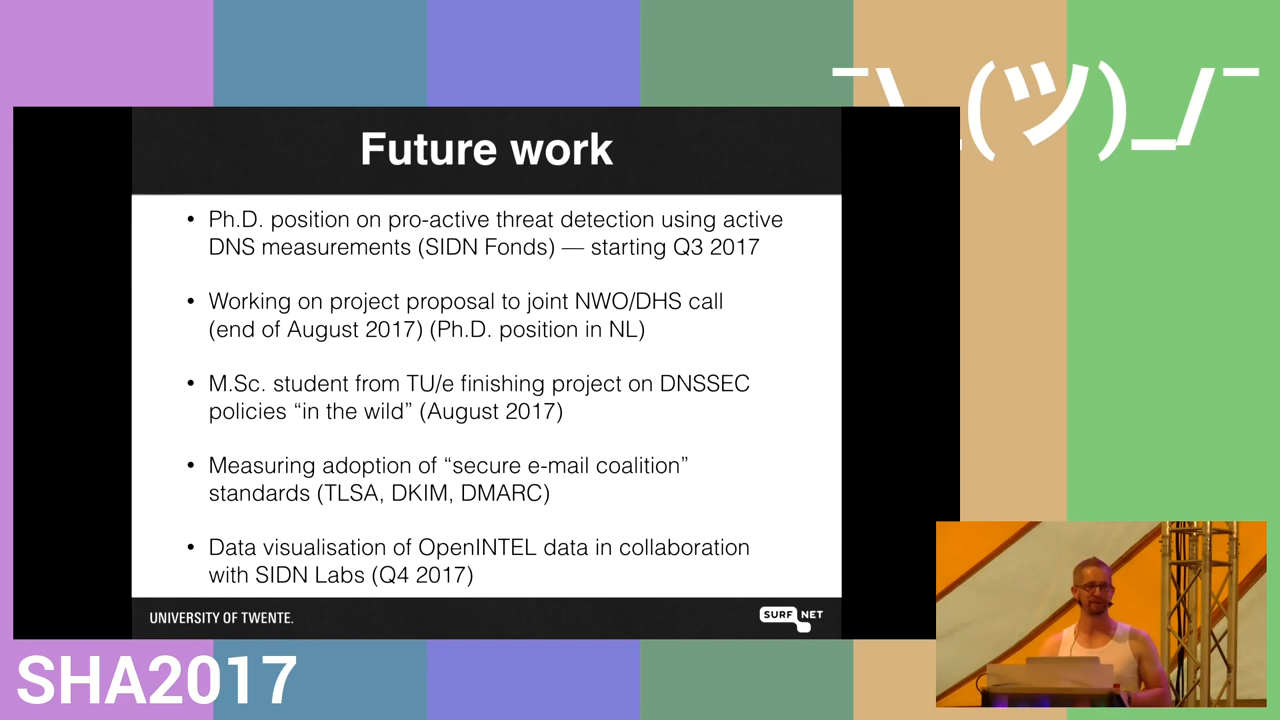 ¯\_(ツ)_/¯
Future work
• Ph.D. position on pro-active threat detection using active
DNS measurements (SIDN Fonds) — starting Q3 2017
• Working on project proposal to joint NWO/DHS call
(end of August 2017) (Ph.D. position in NL)
• M.Sc. student from TU/e finishing project on DNSSEC
policies “in the wild” (August 2017)
• Measuring adoption of “secure e-mail coalition”
standards (TLSA, DKIM, DMARC)
• Data visualisation of OpenINTEL data in collaboration
with SIDN Labs (Q4 2017)
UNIVERSITY OF TWENTE.
SURF NET
SHA2017